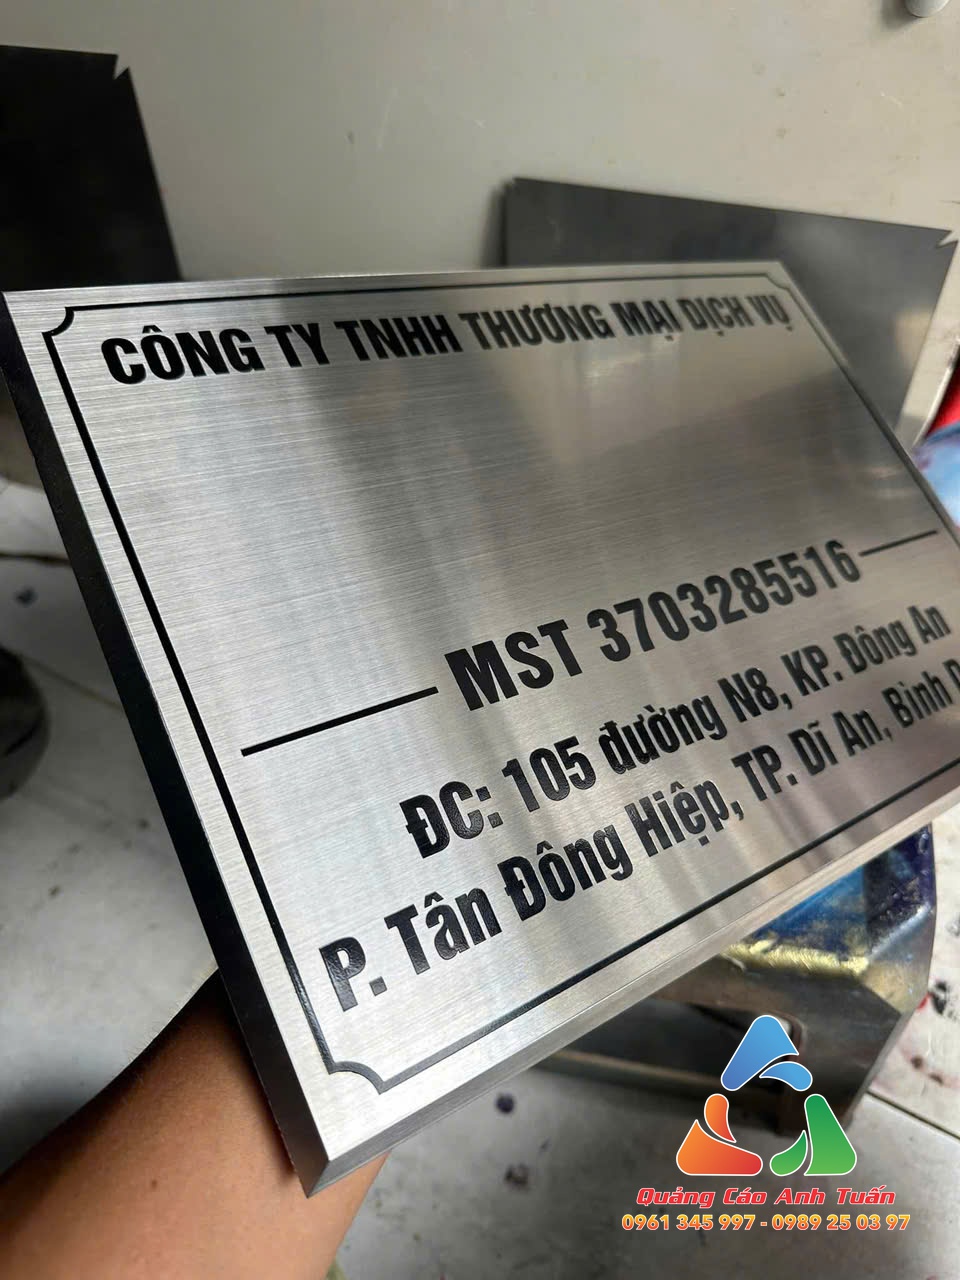 CÔNG TY TNHH THƯƠNG MẠI DỊCH VỤ
MST 3703285516
ĐC: 105 đường N8, KP. Đông An
P. Tân Đông Hiệp, TP. Dĩ An, Bình
Quảng Cáo Anh Tuấn
0961 345 997 - 0989 25 03 97